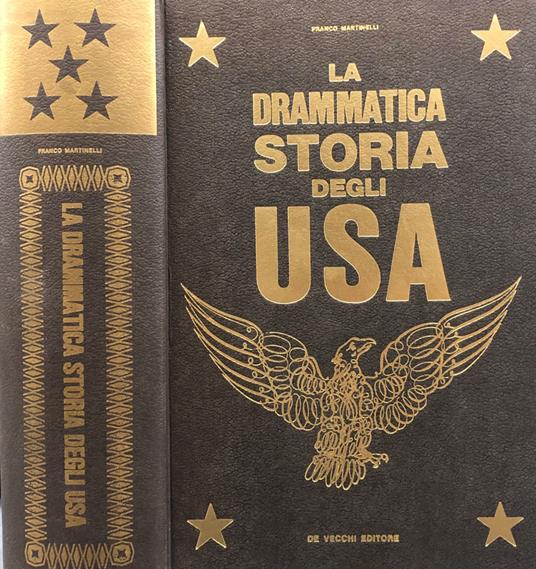 FRANCO MARTINELLI
LA DRAMMATICA STORIA DEGLI USA
FRANCO MARTINELLI
LA
DRAMMATICA
STORIA
DEGLI
USA
DE VECCHI EDITORE